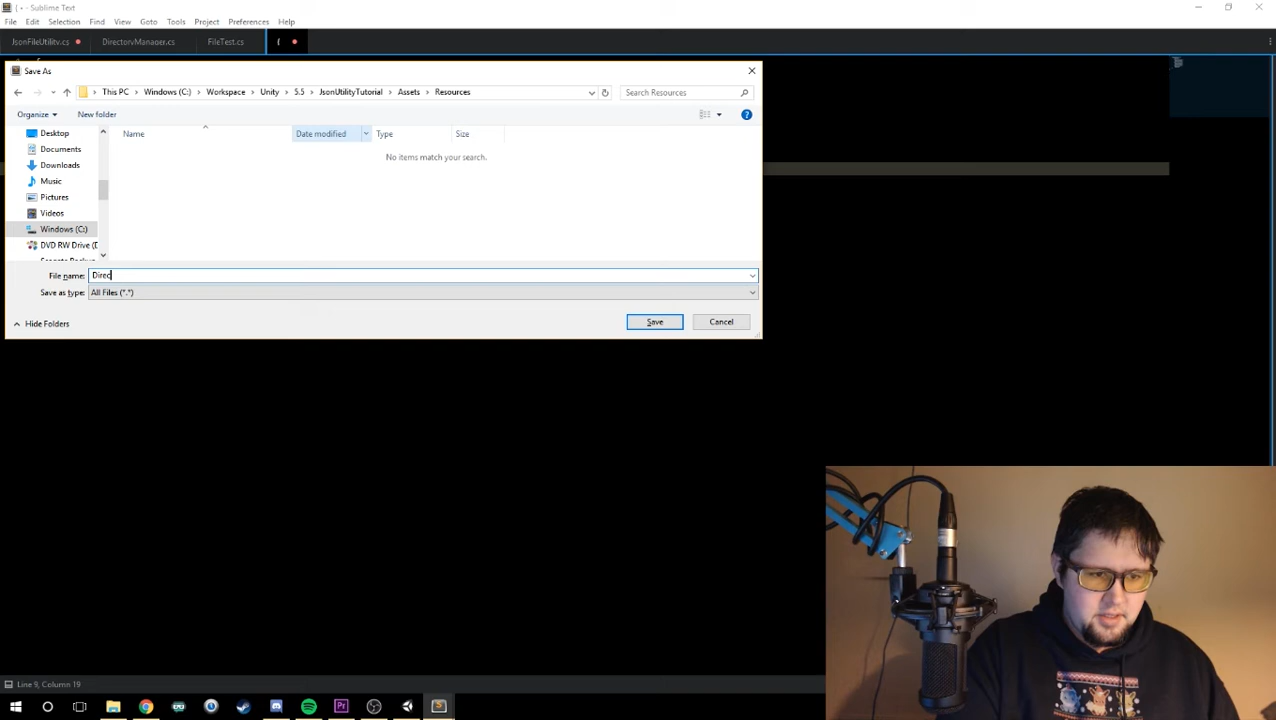 { • - Sublime Text
File Edit Selection Find View Goto Tools Project Preferences Help
JsonFileUtility.cs DirectoryManager.cs FileTest.cs {
Save As
This PC > Windows (C:) > Workspace > Unity > 5.5 > JsonUtilityTutorial > Assets > Resources
Search Resources
Organize New folder
Name Date modified Type Size
Desktop
Documents
Downloads
Music
Pictures
Videos
Windows (C:)
DVD RW Drive (D
No items match your search.
File name: Direc
Save as type: All Files (*.*)
Hide Folders Save Cancel
Line 9, Column 19